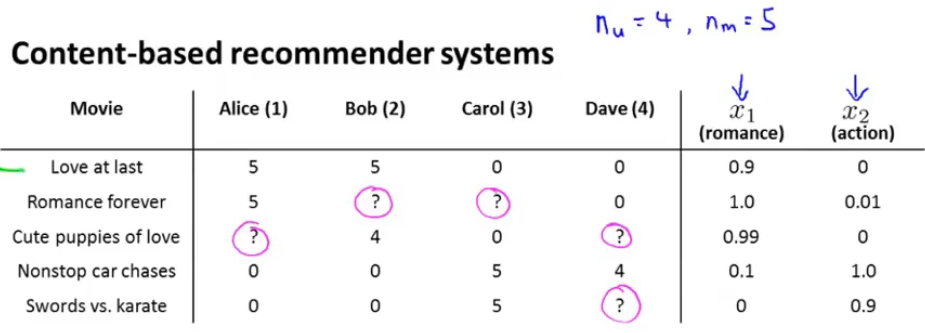 n_u = 4, n_m = 5
Content-based recommender systems
Movie Alice (1) Bob (2) Carol (3) Dave (4) x_1 (romance) x_2 (action)
Love at last 5 5 0 0 0.9 0
Romance forever 5 ? ? 0 1.0 0.01
Cute puppies of love ? 4 0 ? 0.99 0
Nonstop car chases 0 0 5 4 0.1 1.0
Swords vs. karate 0 0 5 ? 0 0.9